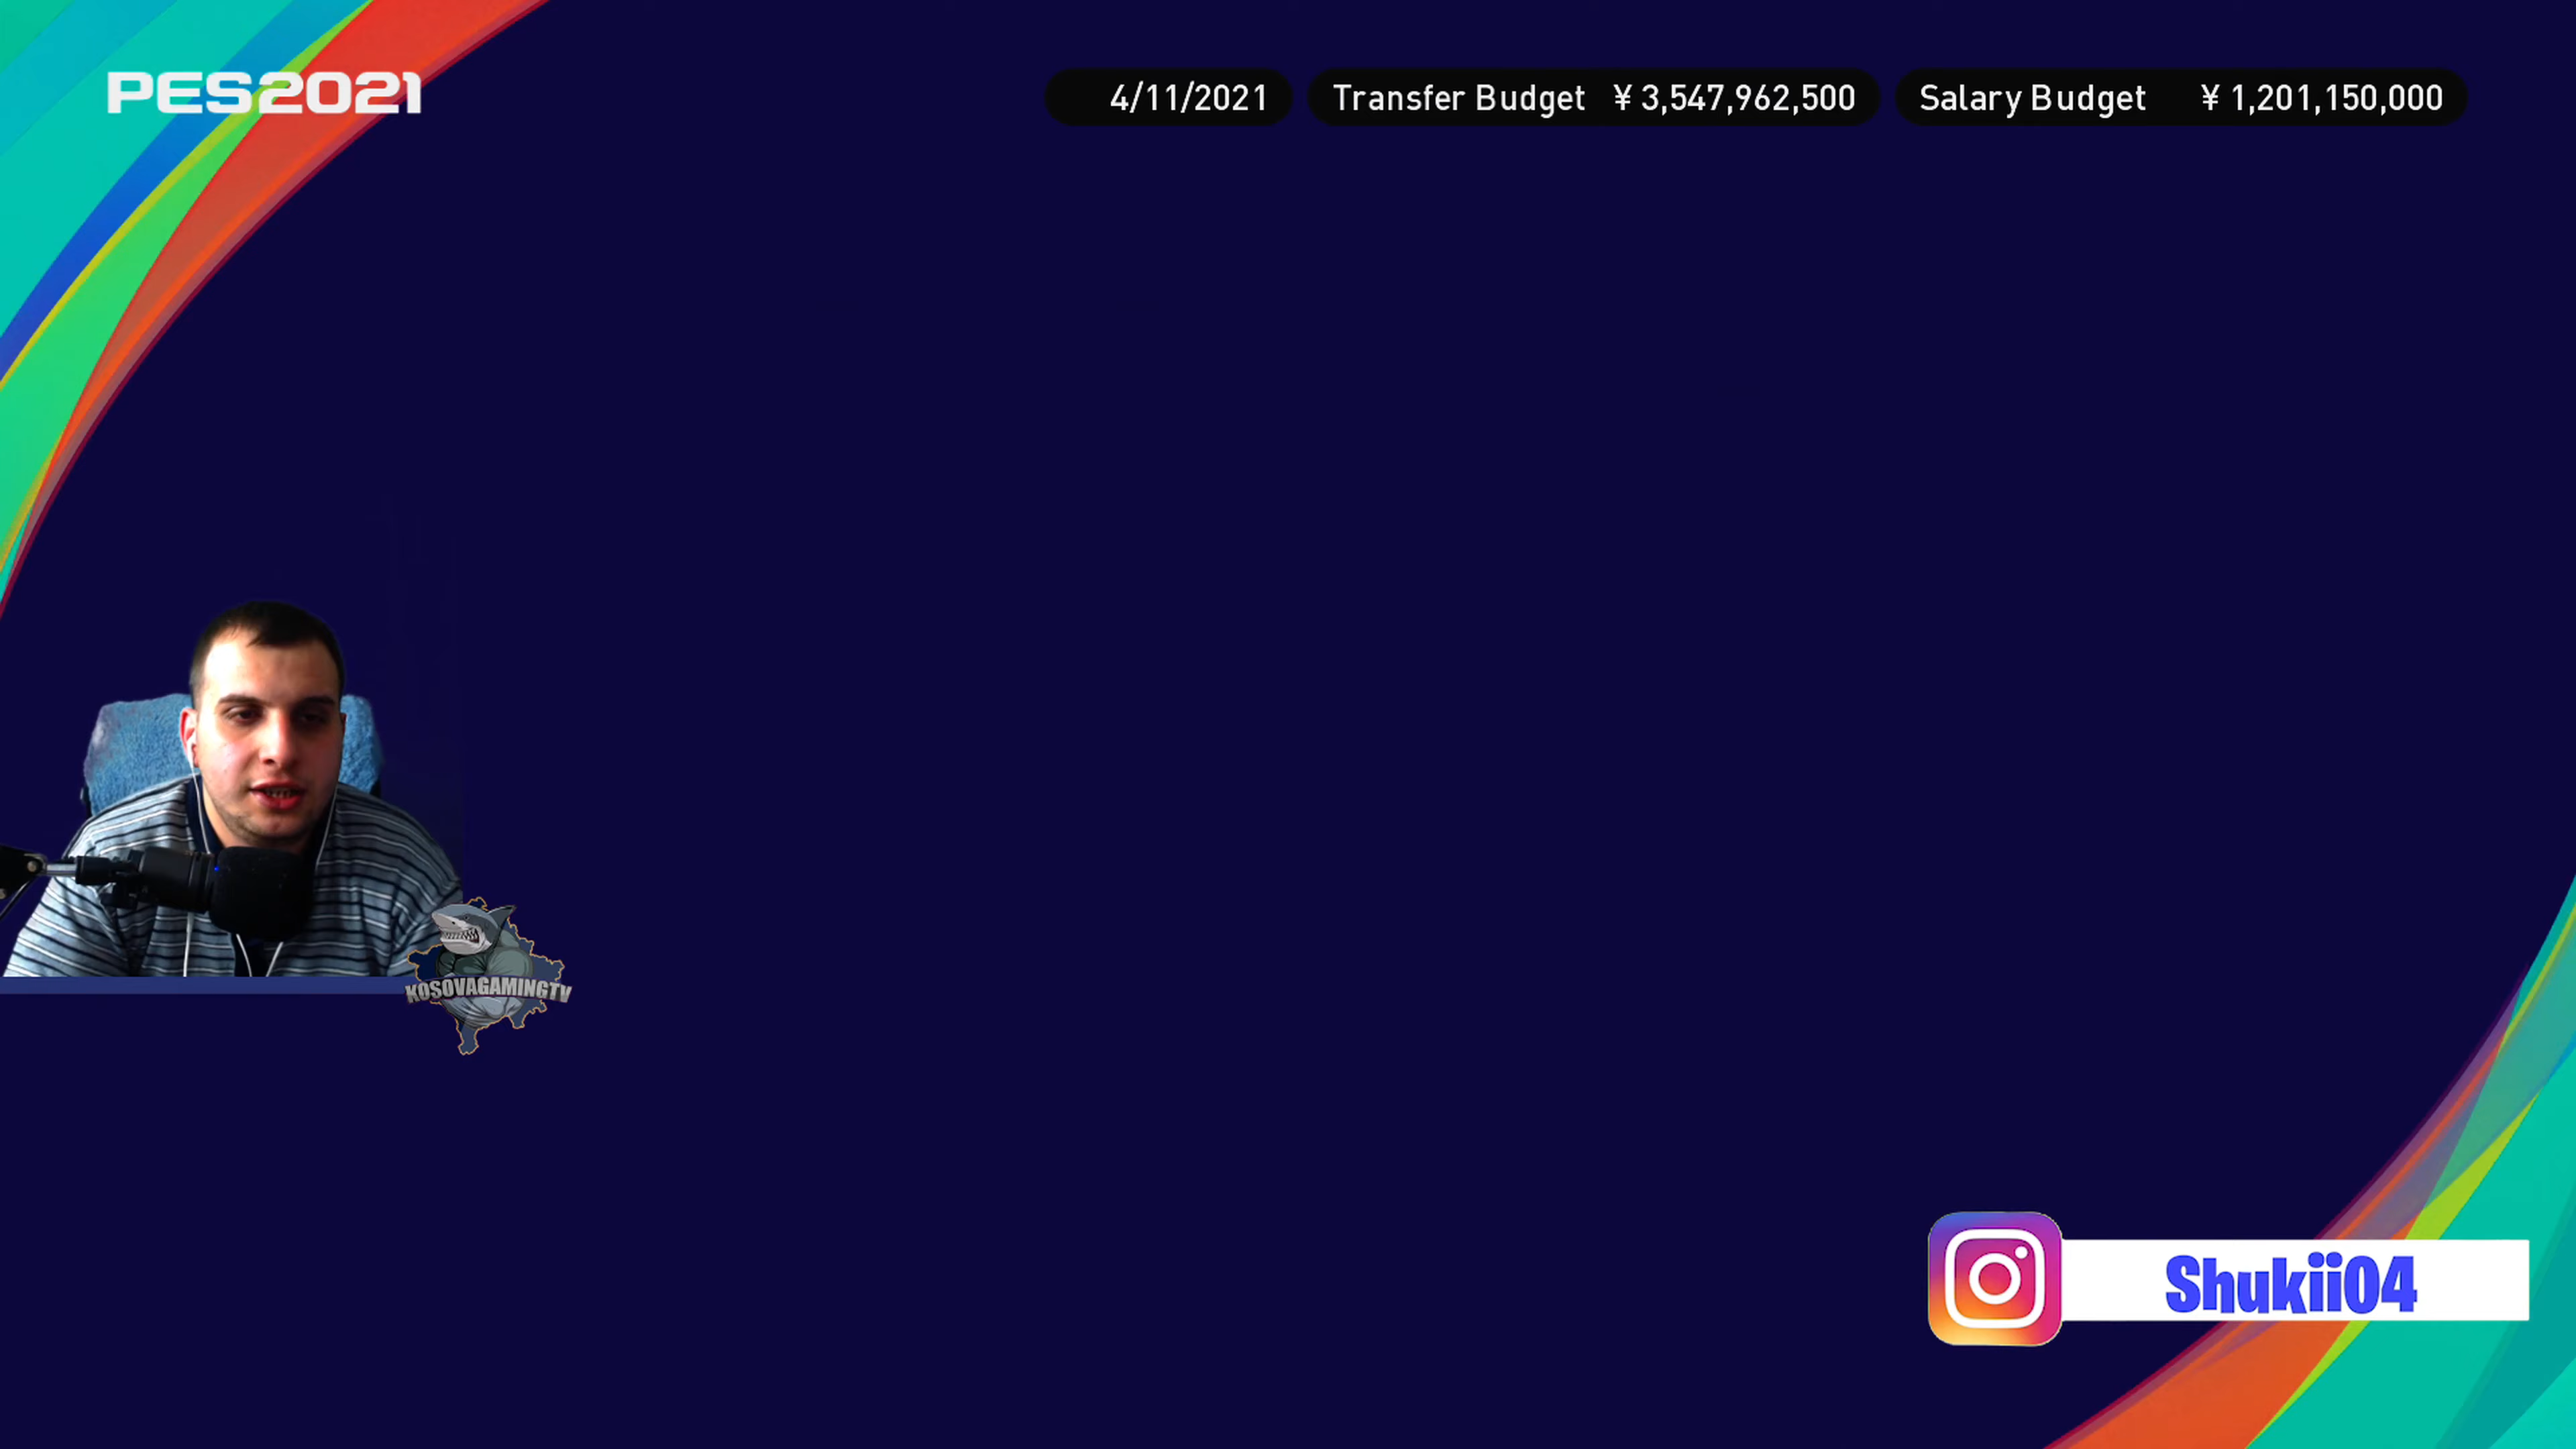 PES2021
4/11/2021
Transfer Budget ¥ 3,547,962,500
Salary Budget ¥ 1,201,150,000
KOSOVAGAMINGTV
Shukii04